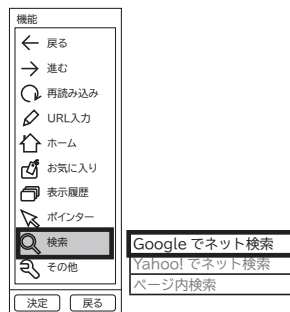 機能
戻る
進む
再読み込み
URL入力
ホーム
お気に入り
表示履歴
ポインター
検索
その他
決定
戻る
Google でネット検索
Yahoo! でネット検索
ページ内検索